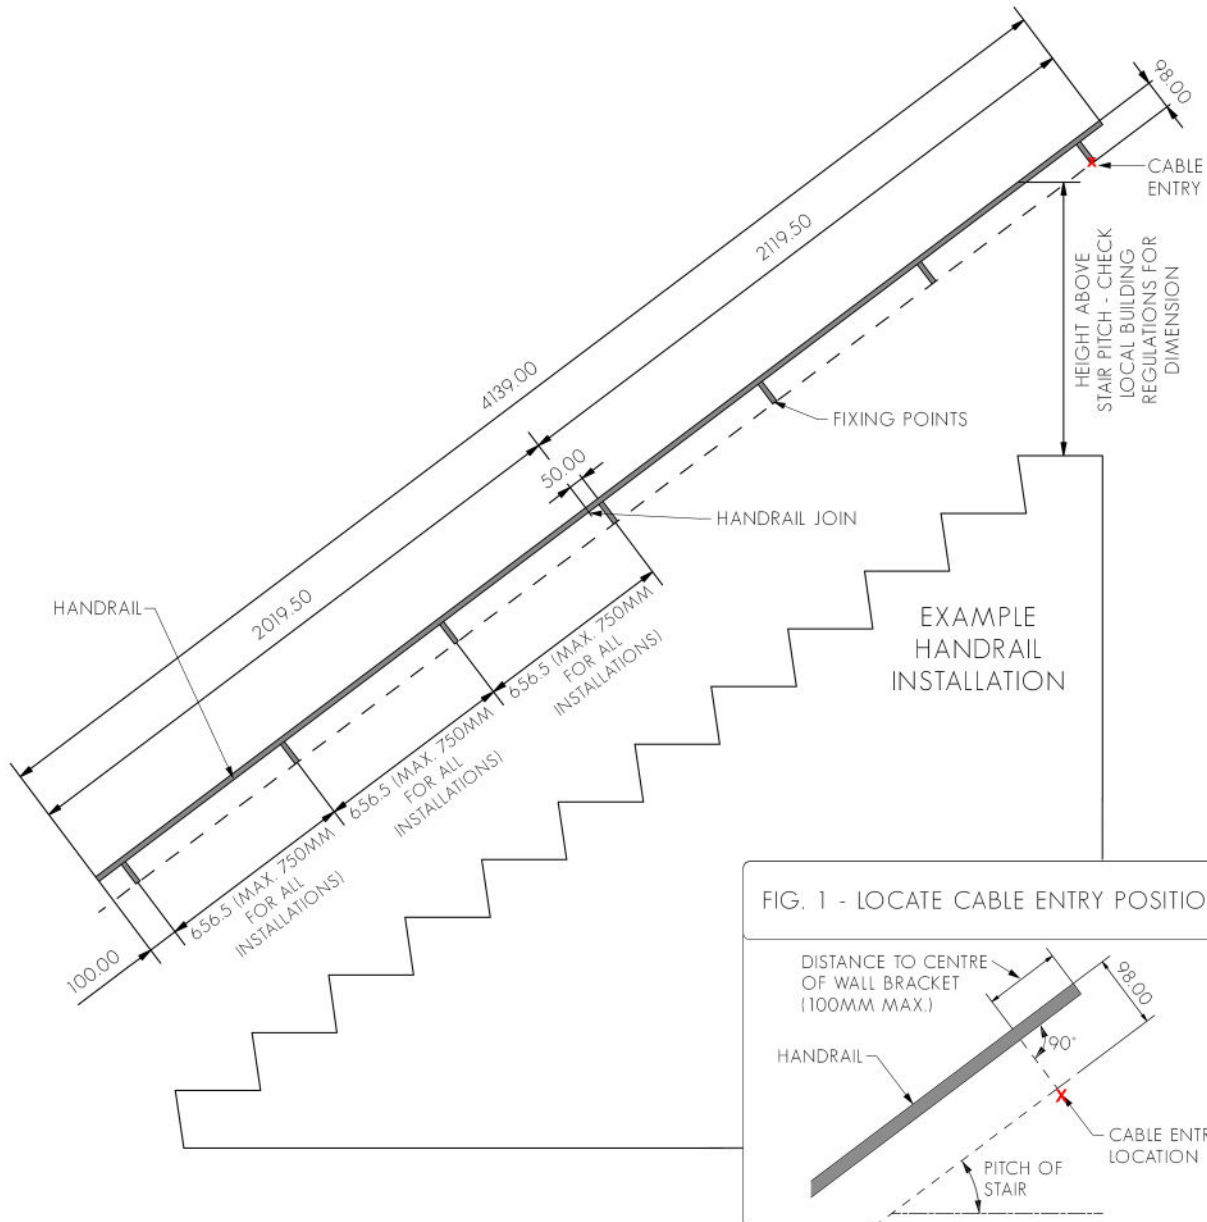 98.00
CABLE
ENTRY
2119.50
HEIGHT ABOVE
STAIR PITCH - CHECK
LOCAL BUILDING
REGULATIONS FOR
DIMENSION
4139.00
FIXING POINTS
50.00
HANDRAIL JOIN
HANDRAIL
2019.50
EXAMPLE
HANDRAIL
INSTALLATION
656.5 (MAX. 750MM
FOR ALL
INSTALLATIONS)
656.5 (MAX. 750MM
FOR ALL
INSTALLATIONS)
656.5 (MAX. 750MM
FOR ALL
INSTALLATIONS)
100.00
FIG. 1 - LOCATE CABLE ENTRY POSITIO
DISTANCE TO CENTRE
OF WALL BRACKET
(100MM MAX.)
98.00
90°
HANDRAIL
CABLE ENTR
LOCATION
PITCH OF
STAIR